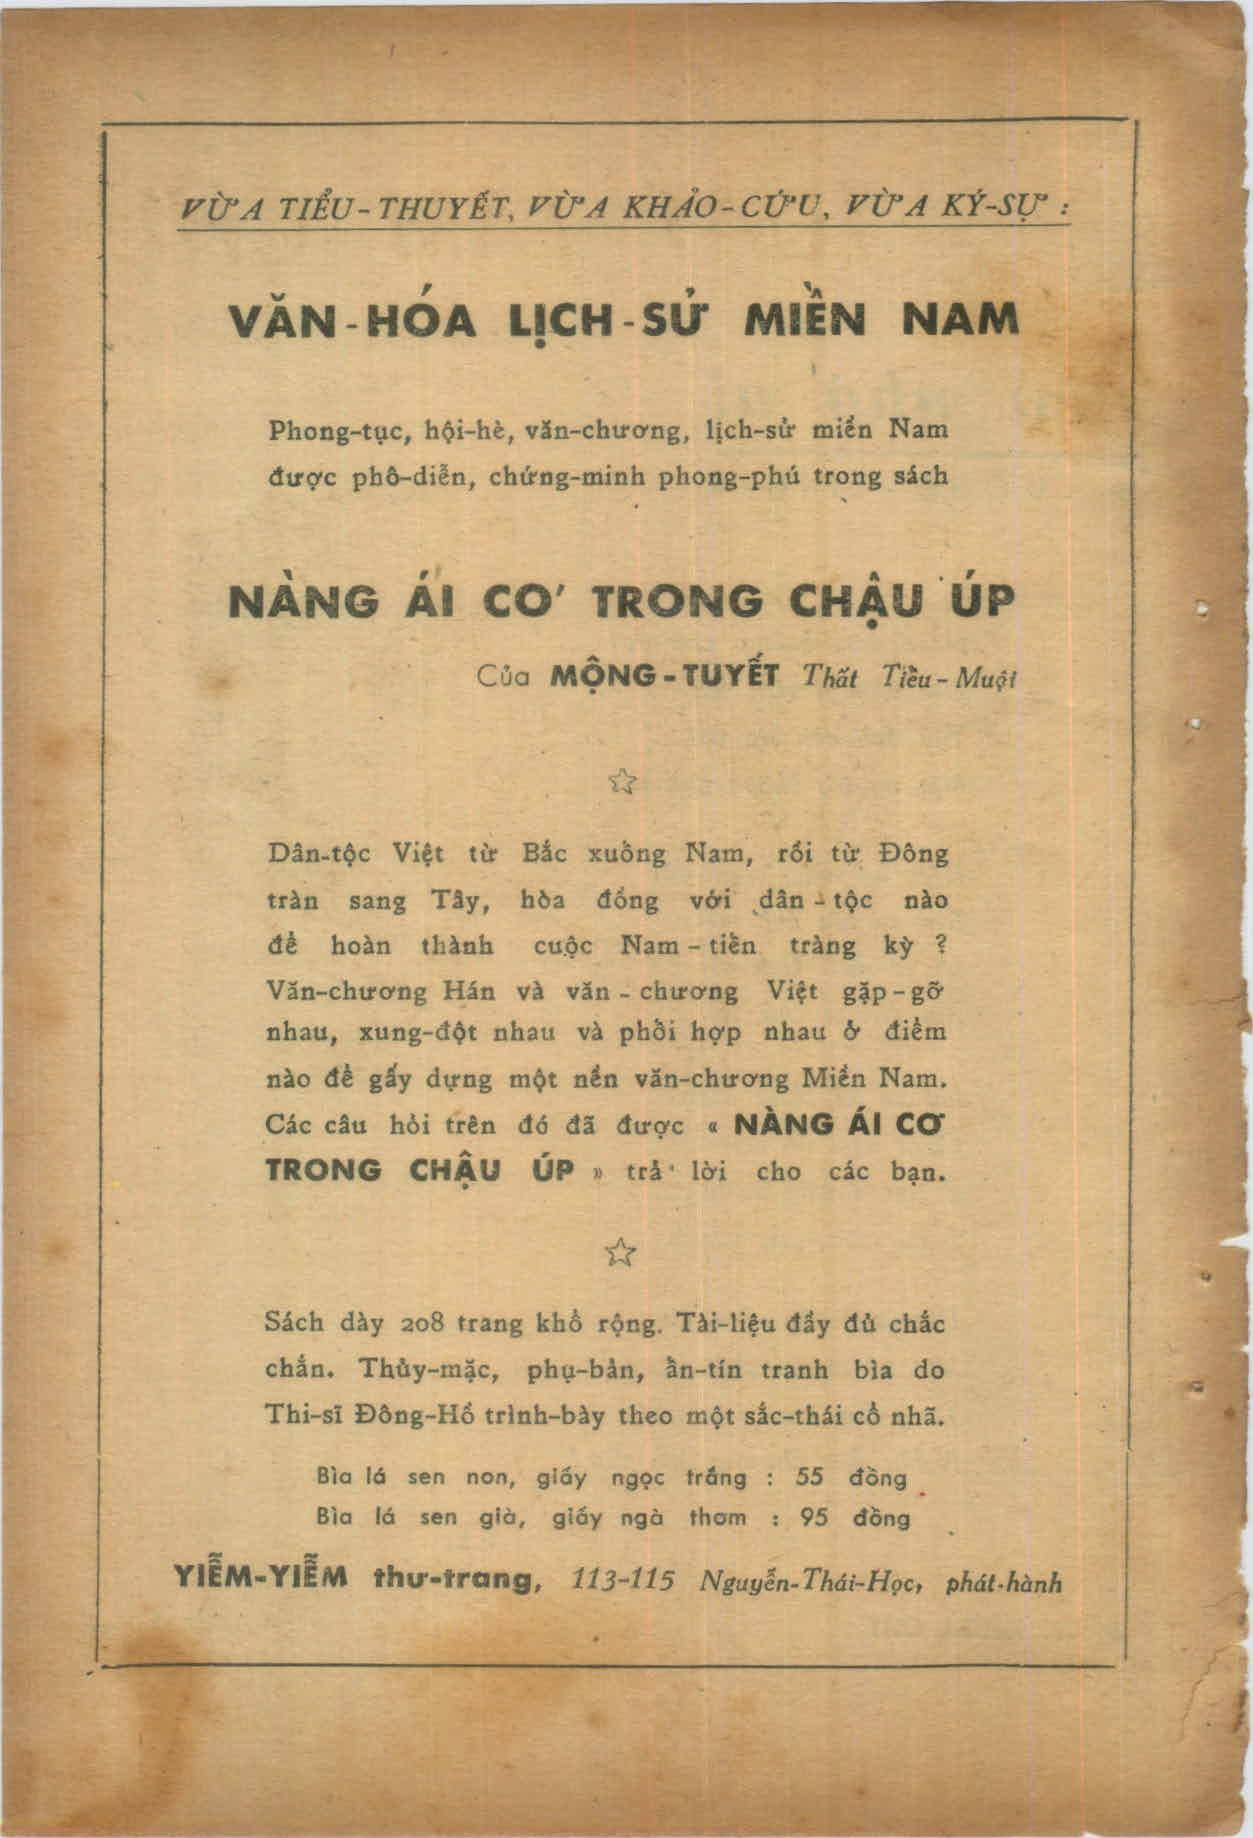 VỪA TIỂU-THUYẾT, VỪA KHẢO-CỨU, VỪA KÝ-SỰ :
VĂN-HÓA LỊCH-SỬ MIỀN NAM
Phong-tục, hội-hè, văn-chương, lịch-sử miền Nam
được phô-diễn, chứng-minh phong-phú trong sách
NÀNG ÁI CƠ TRONG CHẬU ÚP
Của MỘNG-TUYẾT Thất Tiểu-Muội
Dân-tộc Việt từ Bắc xuống Nam, rồi từ Đông
tràn sang Tây, hòa đồng với dân-tộc nào
để hoàn thành cuộc Nam-tiến tràng kỳ ?
Văn-chương Hán và văn-chương Việt gặp-gỡ
nhau, xung-đột nhau và phối hợp nhau ở điểm
nào để gầy dựng một nền văn-chương Miền Nam.
Các câu hỏi trên đó đã được « NÀNG ÁI CƠ
TRONG CHẬU ÚP » trả lời cho các bạn.
Sách dày 208 trang khổ rộng. Tài-liệu đầy đủ chắc
chắn. Thủy-mặc, phụ-bản, ấn-tín tranh bìa do
Thi-sĩ Đông-Hồ trình-bày theo một sắc-thái cổ nhã.
Bìa lá sen non, giấy ngọc trắng : 55 đồng
Bìa lá sen già, giấy ngà thơm : 95 đồng
YIỄM-YIỄM thư-trang, 113-115 Nguyễn-Thái-Học, phát-hành